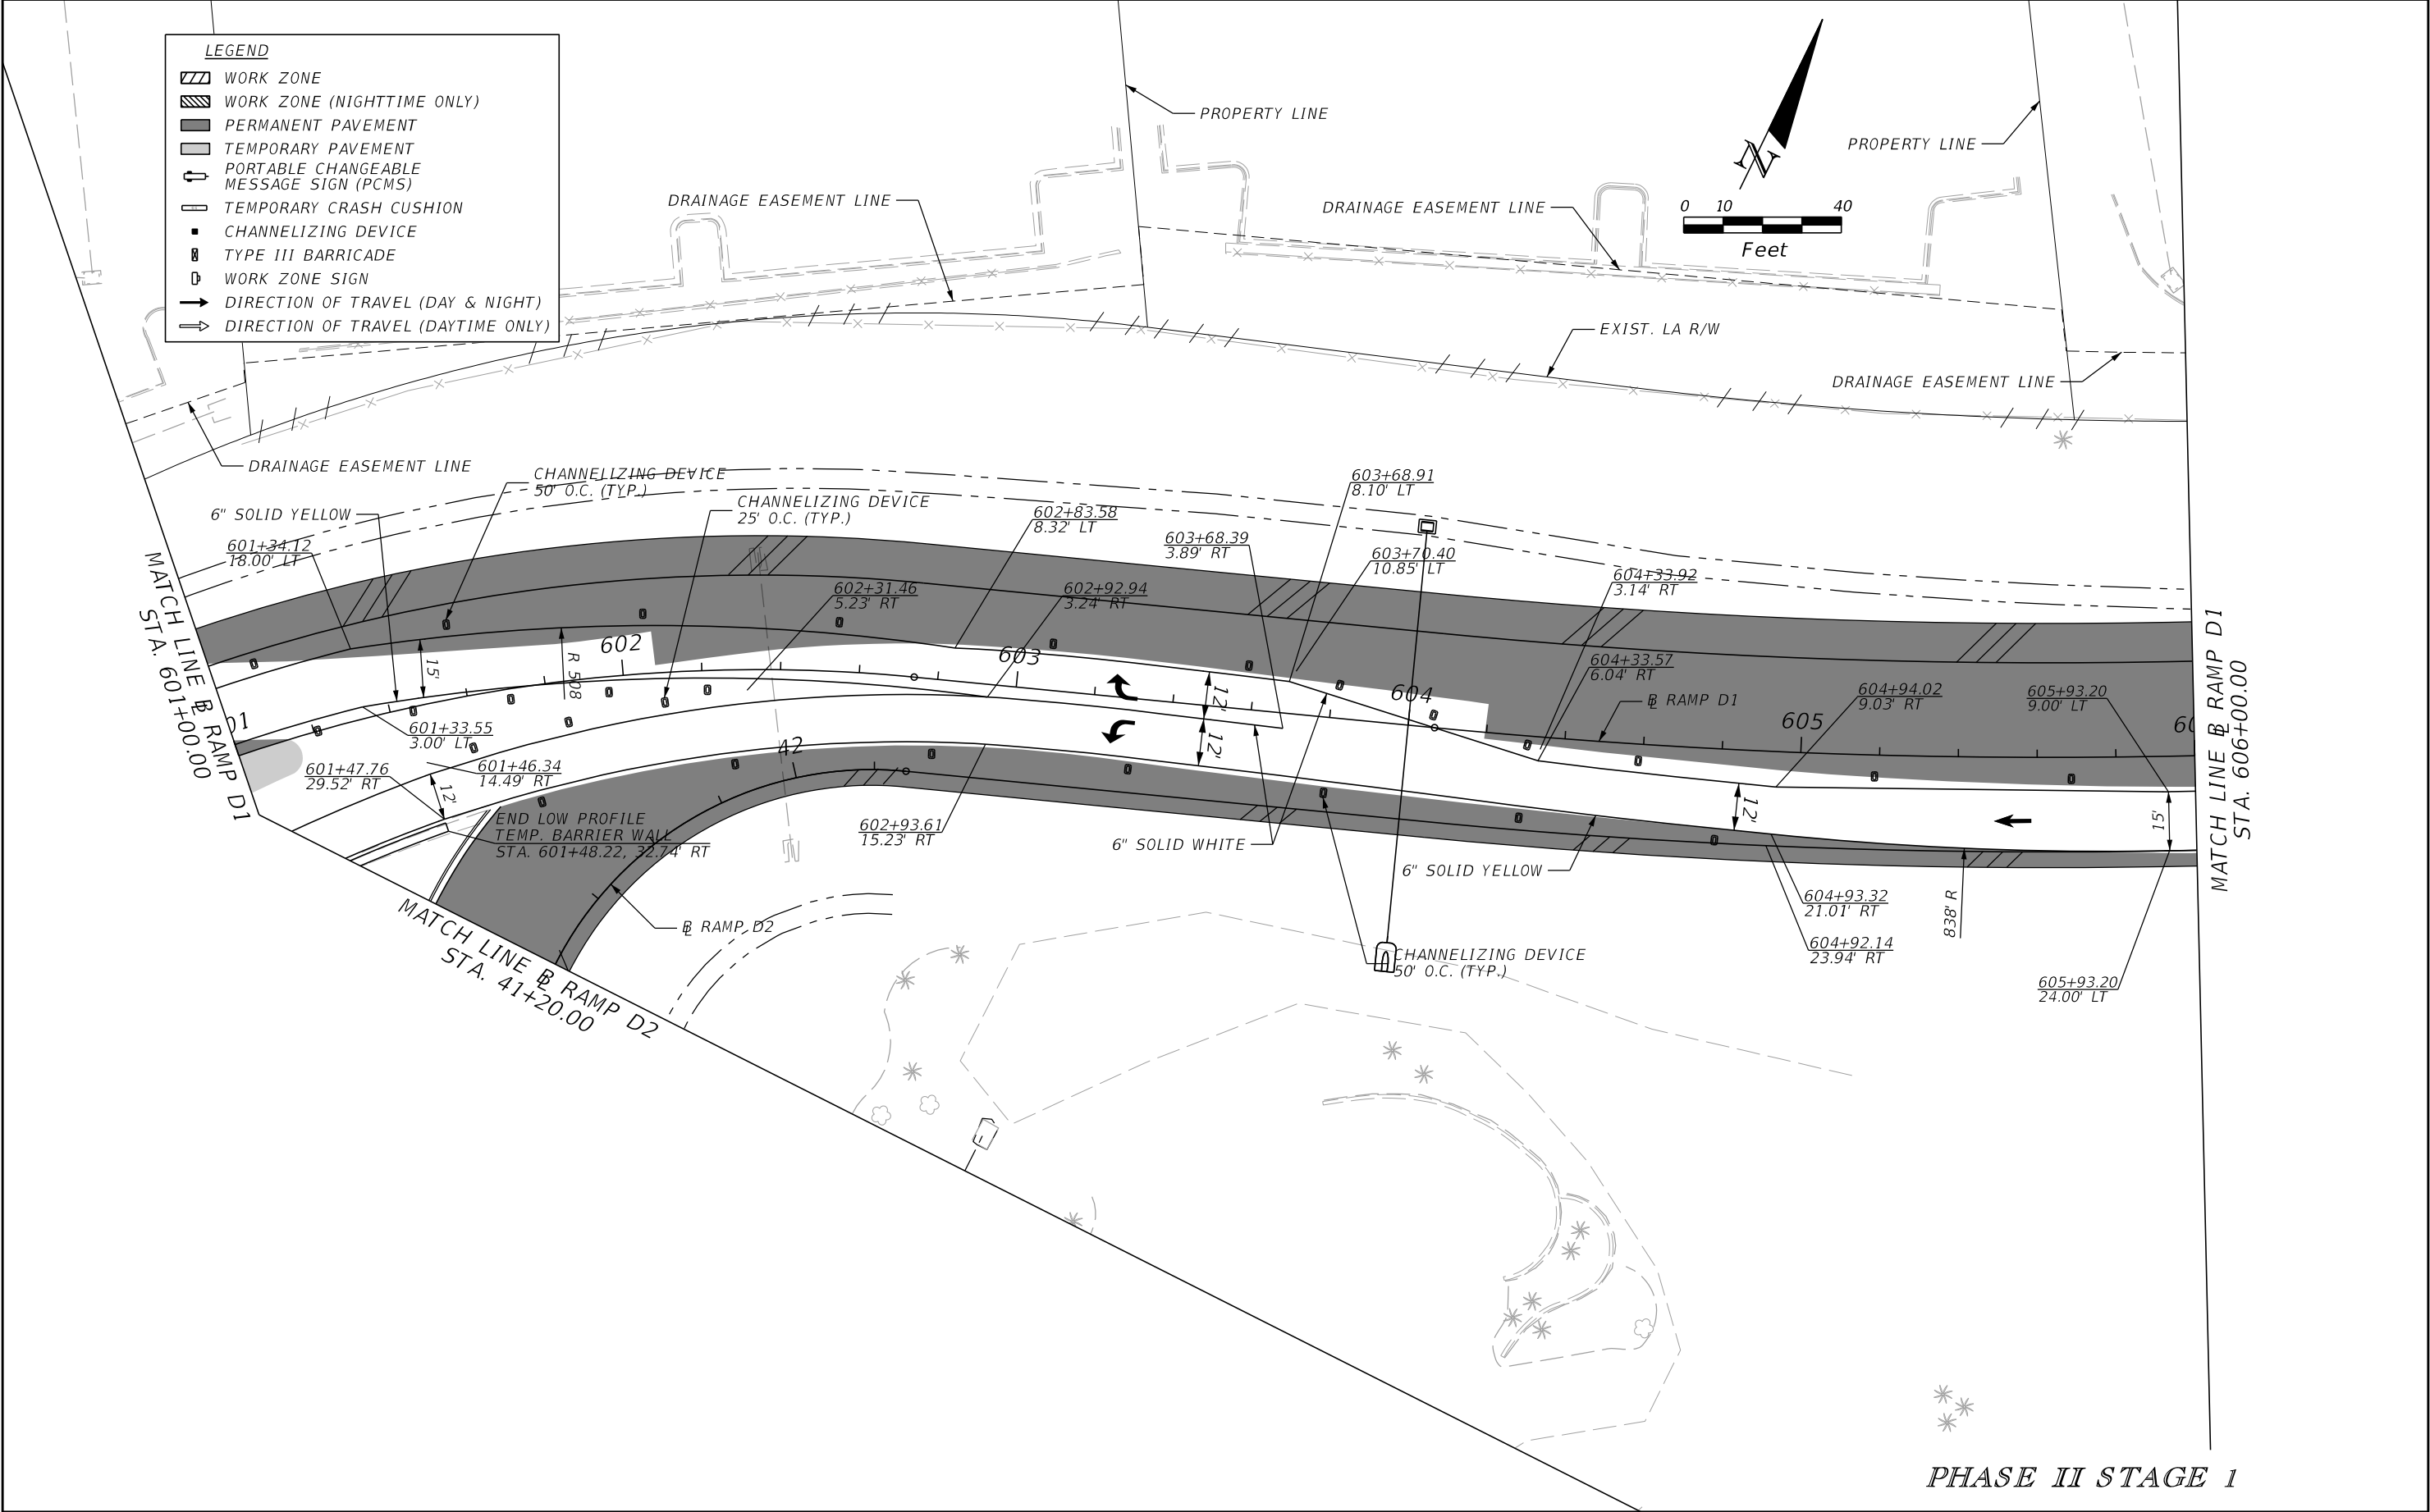 LEGEND
WORK ZONE
WORK ZONE (NIGHTTIME ONLY)
PERMANENT PAVEMENT
TEMPORARY PAVEMENT
PORTABLE CHANGEABLE
MESSAGE SIGN (PCMS)
TEMPORARY CRASH CUSHION
CHANNELIZING DEVICE
TYPE III BARRICADE
WORK ZONE SIGN
DIRECTION OF TRAVEL (DAY & NIGHT)
DIRECTION OF TRAVEL (DAYTIME ONLY)
PROPERTY LINE
PROPERTY LINE
N
DRAINAGE EASEMENT LINE
DRAINAGE EASEMENT LINE
0 10 40
Feet
EXIST. LA R/W
DRAINAGE EASEMENT LINE
DRAINAGE EASEMENT LINE
CHANNELIZING DEVICE
50' O.C. (TYP.)
CHANNELIZING DEVICE
25' O.C. (TYP.)
6" SOLID YELLOW
601+34.12
18.00' LT
602+83.58
8.32' LT
603+68.91
8.10' LT
603+68.39
3.89' RT
603+70.40
10.85' LT
602+31.46
5.23' RT
602+92.94
3.24' RT
604+33.92
3.14' RT
604+33.57
6.04' RT
602
603
604
605
15'
R 508
12'
12'
℄ RAMP D1
604+94.02
9.03' RT
605+93.20
9.00' LT
MATCH LINE ℄ RAMP D1
STA. 601+00.00
MATCH LINE ℄ RAMP D1
STA. 606+00.00
601+33.55
3.00' LT
601+47.76
29.52' RT
601+46.34
14.49' RT
12'
42
12'
15'
END LOW PROFILE
TEMP. BARRIER WALL
STA. 601+48.22, 32.74' RT
602+93.61
15.23' RT
6" SOLID WHITE
6" SOLID YELLOW
604+93.32
21.01' RT
838' R
604+92.14
23.94' RT
605+93.20
24.00' LT
℄ RAMP D2
CHANNELIZING DEVICE
50' O.C. (TYP.)
MATCH LINE ℄ RAMP D2
STA. 41+20.00
PHASE II STAGE 1